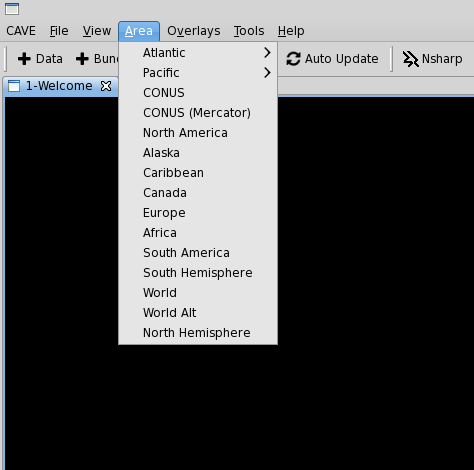 CAVE File View Area Overlays Tools Help
Data Bun Auto Update Nsharp
1-Welcome
Atlantic
Pacific
CONUS
CONUS (Mercator)
North America
Alaska
Caribbean
Canada
Europe
Africa
South America
South Hemisphere
World
World Alt
North Hemisphere